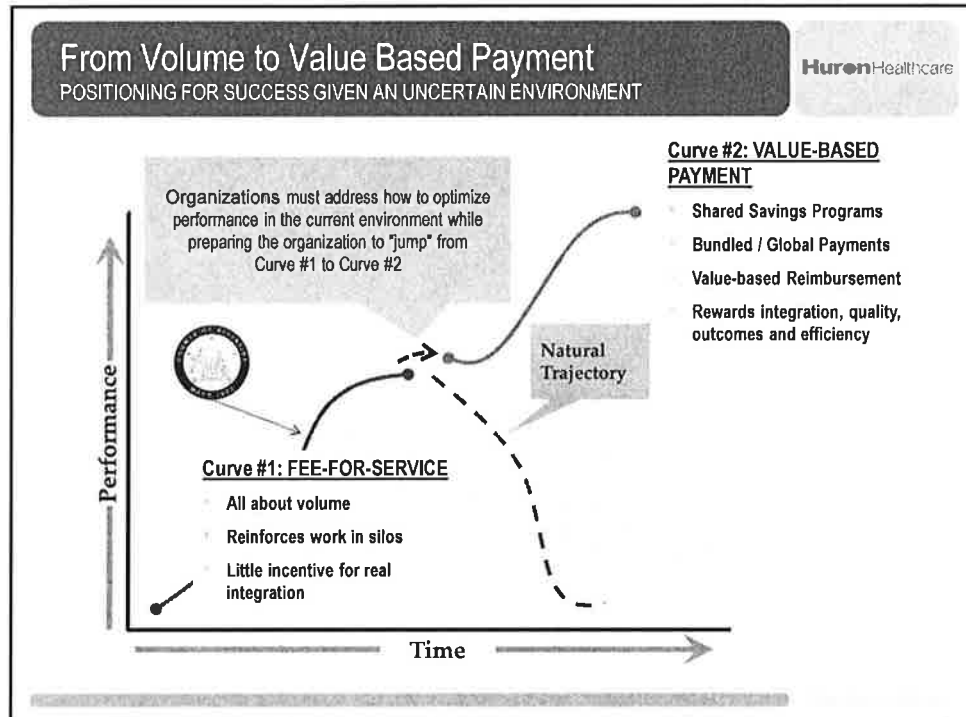 From Volume to Value Based Payment
POSITIONING FOR SUCCESS GIVEN AN UNCERTAIN ENVIRONMENT
HuronHealthcare
Organizations must address how to optimize
performance in the current environment while
preparing the organization to "jump" from
Curve #1 to Curve #2
Curve #2: VALUE-BASED
PAYMENT
Shared Savings Programs
Bundled / Global Payments
Value-based Reimbursement
Rewards integration, quality,
outcomes and efficiency
Natural
Trajectory
Performance
Curve #1: FEE-FOR-SERVICE
All about volume
Reinforces work in silos
Little incentive for real
integration
Time